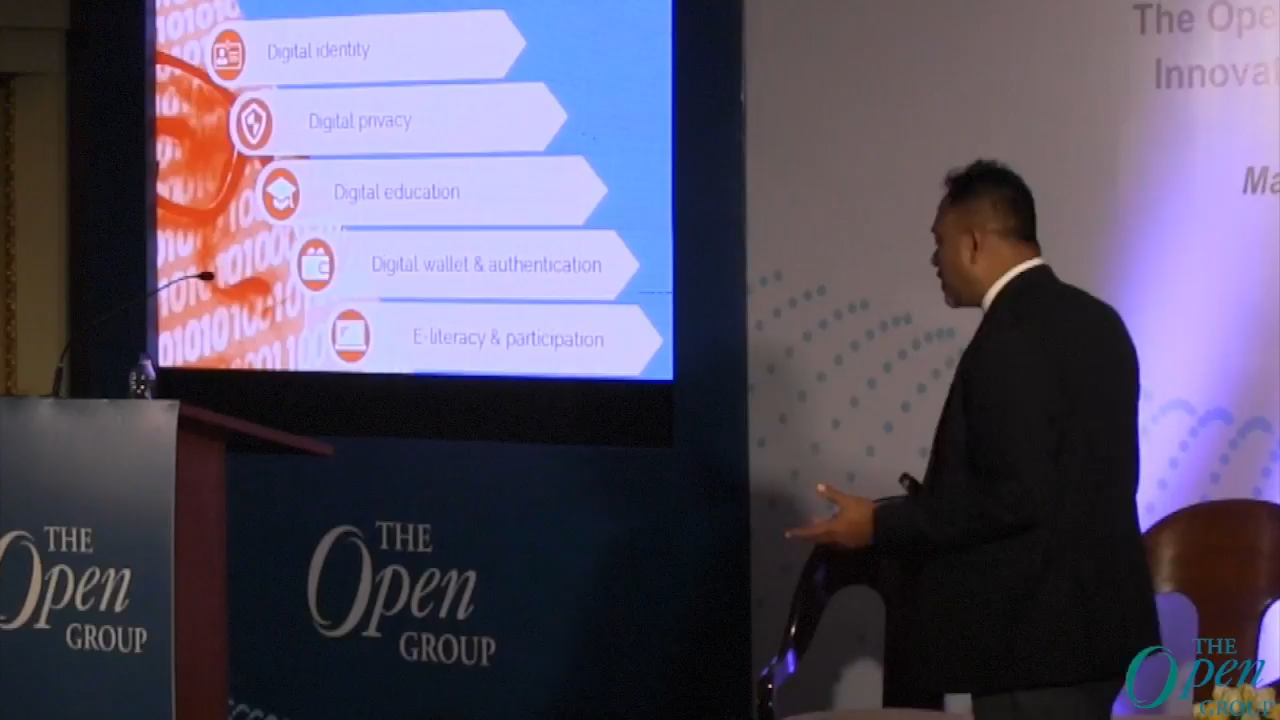 Digital identity
Digital privacy
Digital education
Digital wallet & authentication
E-literacy & participation
The Ope
Innova
Ma
THE
Open
GROUP
THE
Open
GROUP
THE
Open
GROUP